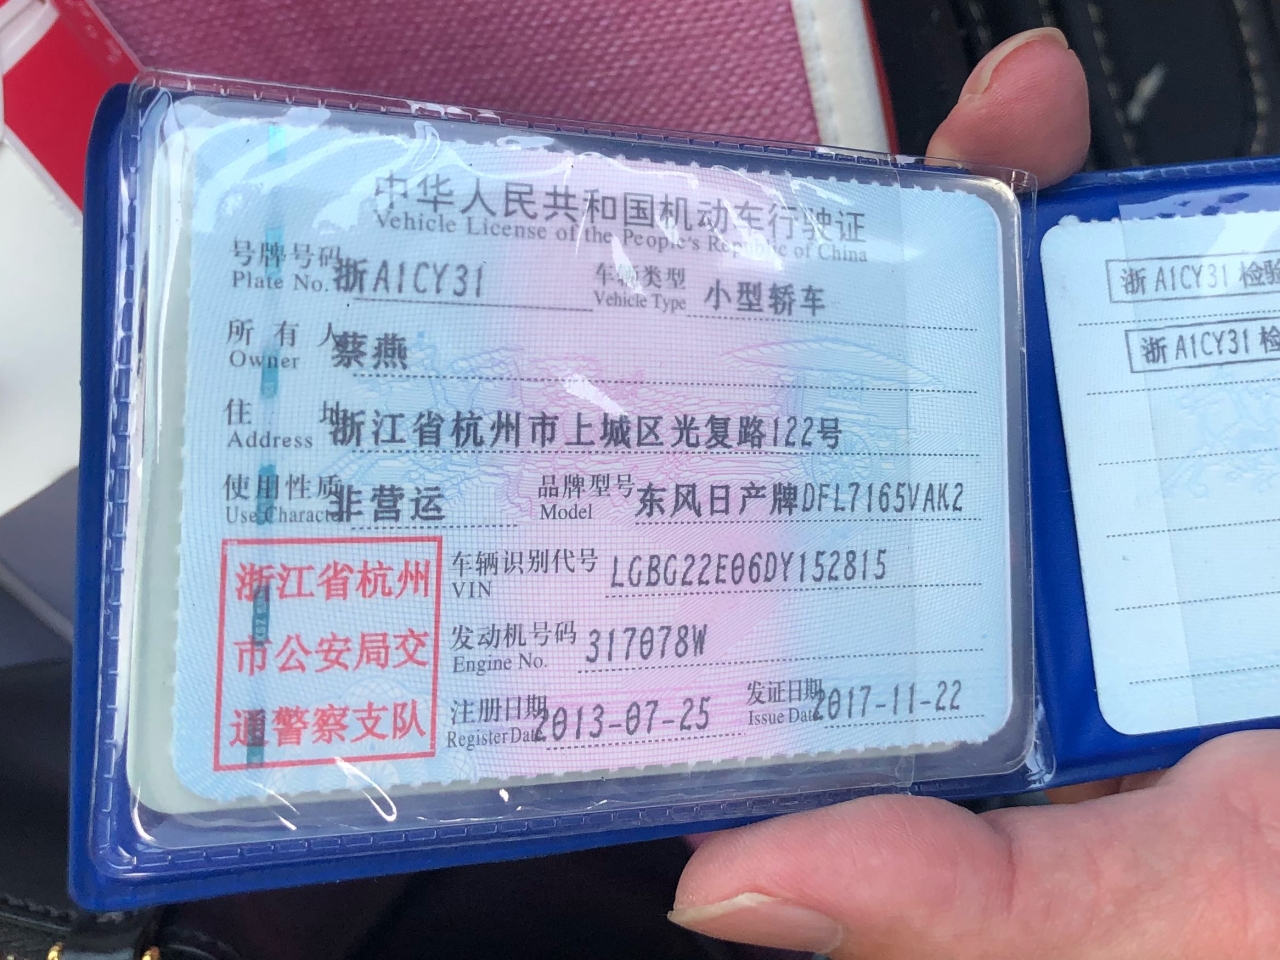 中华人民共和国机动车行驶证
Vehicle License of the People's Republic of China
号牌号码 浙A1CY31 车辆类型 小型轿车
Plate No. Vehicle Type
所有人 蔡燕
Owner
住址 浙江省杭州市上城区光复路122号
Address
使用性质 非营运 品牌型号 东风日产牌DFL7165VAK2
Use Character Model
浙江省杭州
市公安局交
通警察支队
车辆识别代号 LGBG22E06DY152815
VIN
发动机号码 317078W
Engine No.
注册日期 2013-07-25 发证日期 2017-11-22
Register Date Issue Date
浙A1CY31 检验
浙A1CY31 检